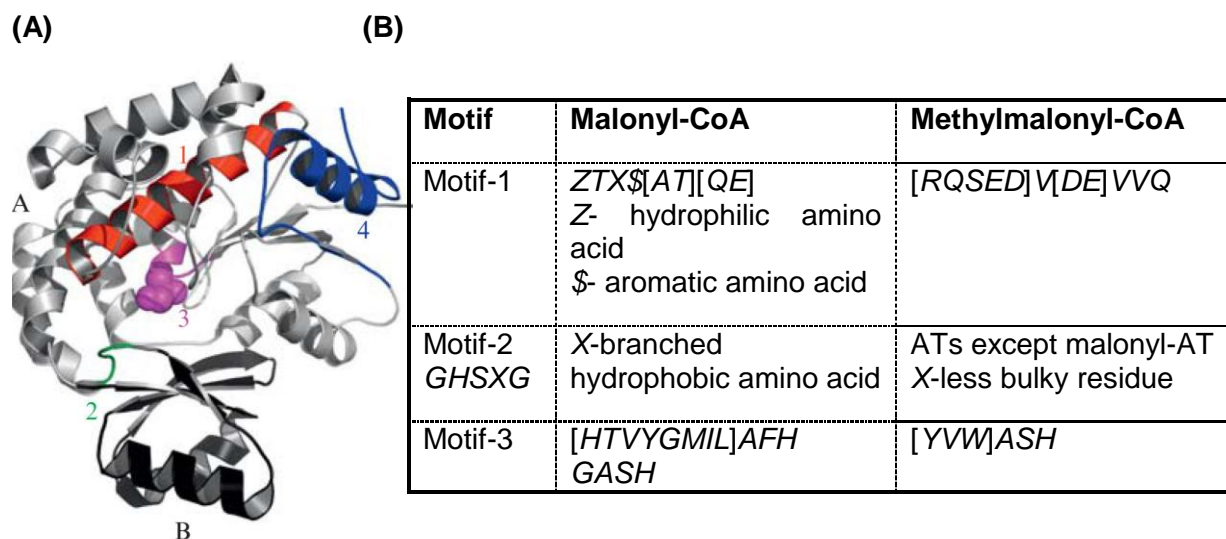 (A)
(B)
1
A
4
3
2
B
Motif Malonyl-CoA Methylmalonyl-CoA
Motif-1 ZTX$[AT][QE] [RQSED]V[DE]VVQ
Z- hydrophilic amino
acid
$- aromatic amino acid
Motif-2 X-branched ATs except malonyl-AT
GHSXG hydrophobic amino acid X-less bulky residue
Motif-3 [HTVYGMIL]AFH [YVW]ASH
GASH